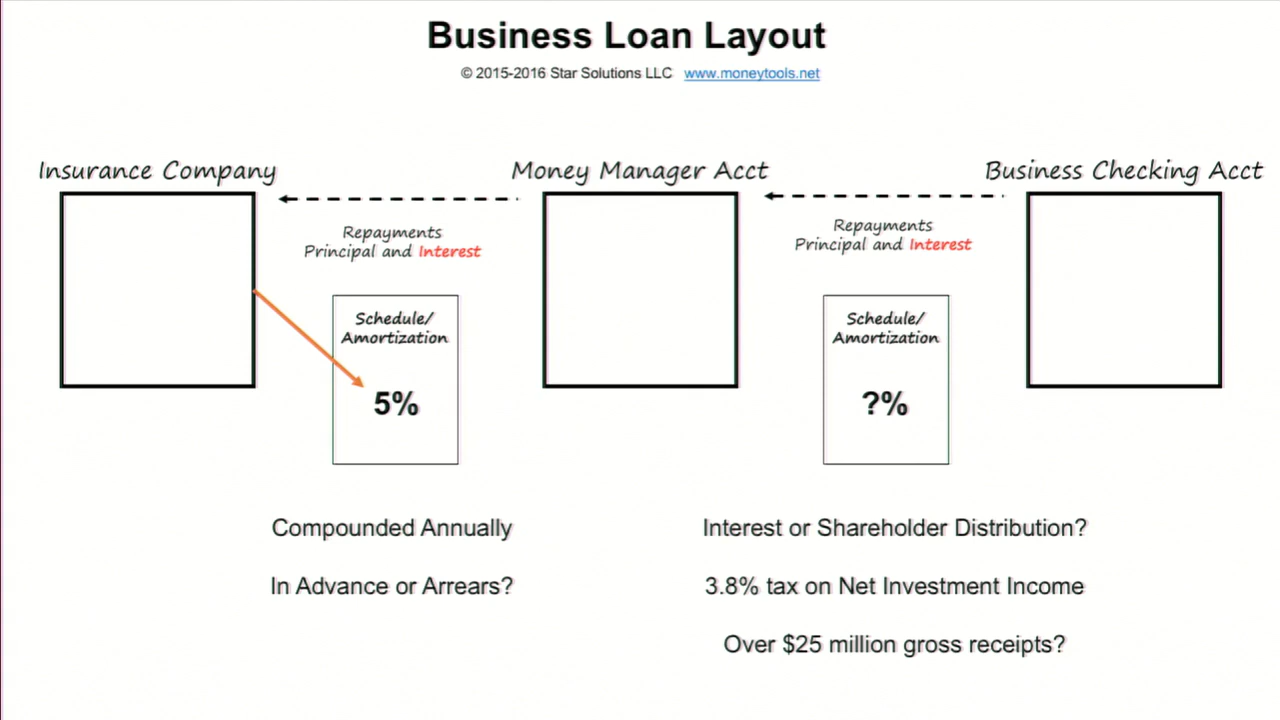 Business Loan Layout
© 2015-2016 Star Solutions LLC www.moneytools.net
Insurance Company
Money Manager Acct
Business Checking Acct
Repayments
Principal and Interest
Repayments
Principal and Interest
Schedule/
Amortization
5%
Schedule/
Amortization
?%
Compounded Annually
In Advance or Arrears?
Interest or Shareholder Distribution?
3.8% tax on Net Investment Income
Over $25 million gross receipts?